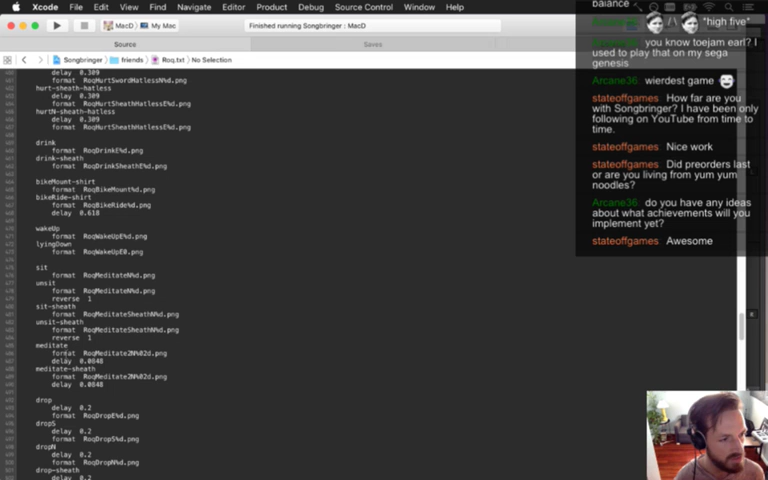 Xcode File Edit View Find Navigate Editor Product Debug Source Control Window Help
MacD My Mac
Finished running Songbringer : MacD
Source
Saves
Songbringer friends Roq.txt No Selection
delay 0.309
format RoqHurtSwordHatlessN%d.png
hurt-sheath-hatless
delay 0.309
format RoqHurtSheathHatlessE%d.png
hurtN-sheath-hatless
delay 0.309
format RoqHurtSheathHatlessE%d.png
drink
format RoqDrinkE%d.png
drink-sheath
format RoqDrinkSheathE%d.png
bikeMount-shirt
format RoqBikeMount%d.png
bikeRide-shirt
format RoqBikeRide%d.png
delay 0.618
wakeUp
format RoqWakeUpE%d.png
lyingDown
format RoqWakeUpE0.png
sit
format RoqMeditateN%d.png
unsit
format RoqMeditateN%d.png
reverse 1
sit-sheath
format RoqMeditateSheathN%d.png
unsit-sheath
format RoqMeditateSheathN%d.png
reverse 1
meditate
format RoqMeditate2N%02d.png
delay 0.0848
meditate-sheath
format RoqMeditate2N%02d.png
delay 0.0848
drop
delay 0.2
format RoqDropE%d.png
dropS
delay 0.2
format RoqDropS%d.png
dropN
delay 0.2
format RoqDropN%d.png
drop-sheath
delay 0.2
balance
/ \ *high five*
you know toejam earl? I
used to play that on my sega
genesis
Arcane36: wierdest game
stateoffgames How far are you
with Songbringer? I have been only
following on YouTube from time to
time.
stateoffgames Nice work
stateoffgames Did preorders last
or are you living from yum yum
noodles?
Arcane36: do you have any ideas
about what achievements will you
implement yet?
stateoffgames Awesome